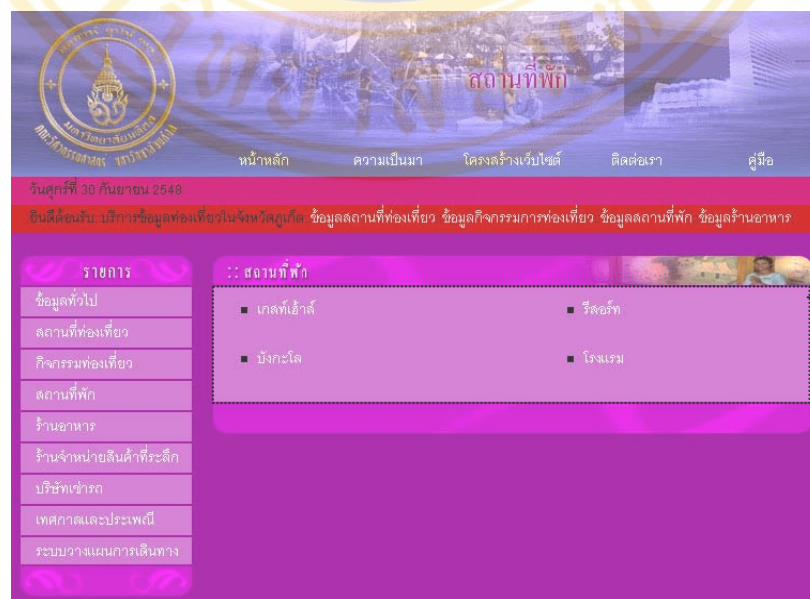 สถานที่พัก
หน้าหลัก ความเป็นมา โครงสร้างเว็บไซต์ ติดต่อเรา คู่มือ
วันศุกร์ที่ 30 กันยายน 2548
ยินดีต้อนรับ..บริการข้อมูลท่องเที่ยวในจังหวัดภูเก็ต: ข้อมูลสถานที่ท่องเที่ยว ข้อมูลกิจกรรมการท่องเที่ยว ข้อมูลสถานที่พัก ข้อมูลร้านอาหาร
รายการ
ข้อมูลทั่วไป
สถานที่ท่องเที่ยว
กิจกรรมท่องเที่ยว
สถานที่พัก
ร้านอาหาร
ร้านจำหน่ายสินค้าที่ระลึก
บริษัทเช่ารถ
เทศกาลและประเพณี
ระบบวางแผนการเดินทาง
:: สถานที่พัก
เกสท์เฮ้าส์ รีสอร์ท
บังกะโล โรงแรม